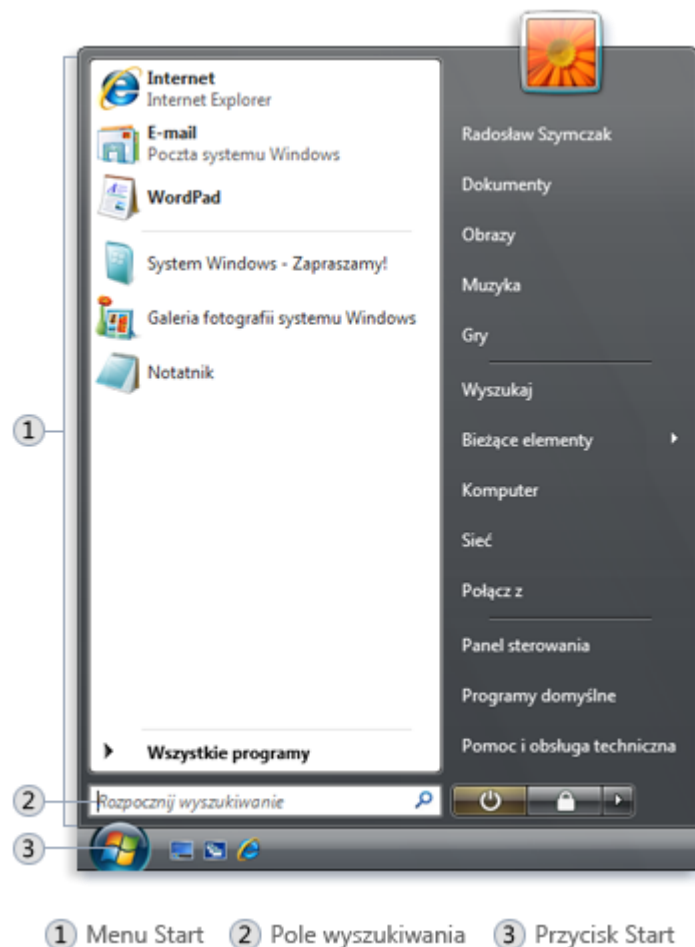 Internet
Internet Explorer
E-mail
Poczta systemu Windows
WordPad
System Windows - Zapraszamy!
Galeria fotografii systemu Windows
Notatnik
Wszystkie programy
Rozpocznij wyszukiwanie
Radosław Szymczak
Dokumenty
Obrazy
Muzyka
Gry
Wyszukaj
Bieżące elementy
Komputer
Sieć
Połącz z
Panel sterowania
Programy domyślne
Pomoc i obsługa techniczna
1
2
3
1 Menu Start 2 Pole wyszukiwania 3 Przycisk Start